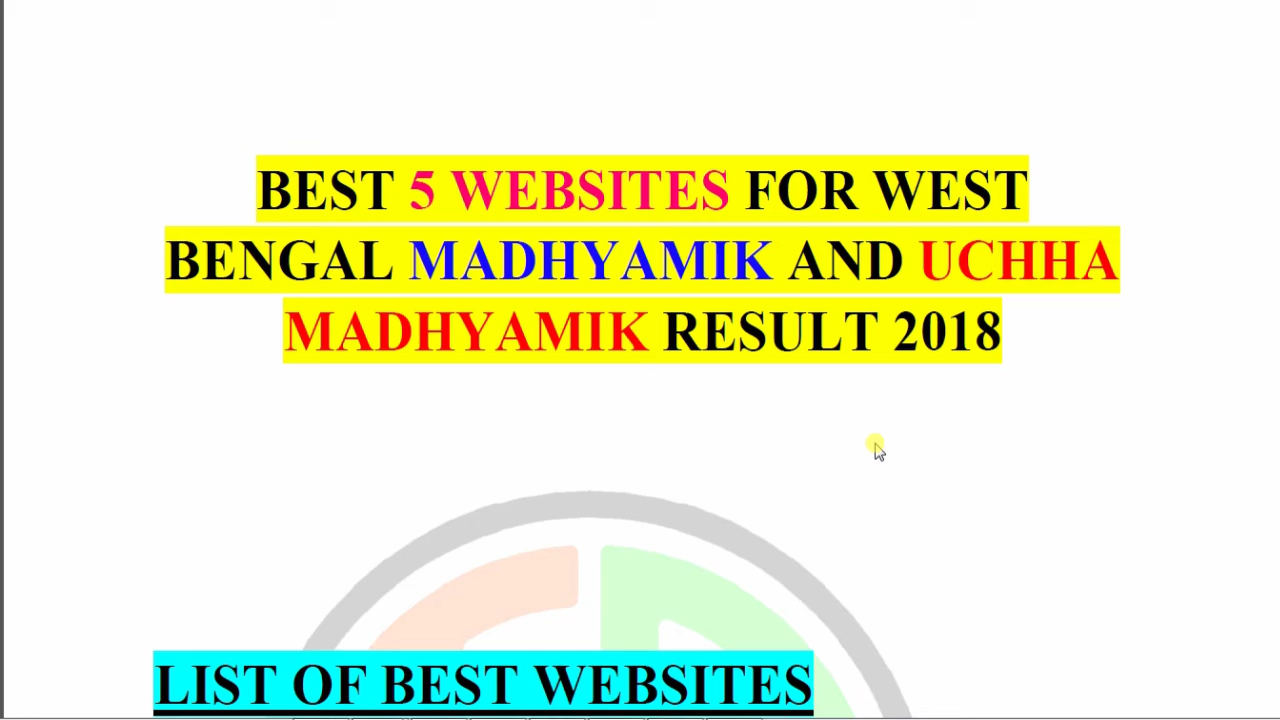 BEST 5 WEBSITES FOR WEST
BENGAL MADHYAMIK AND UCHHA
MADHYAMIK RESULT 2018
LIST OF BEST WEBSITES